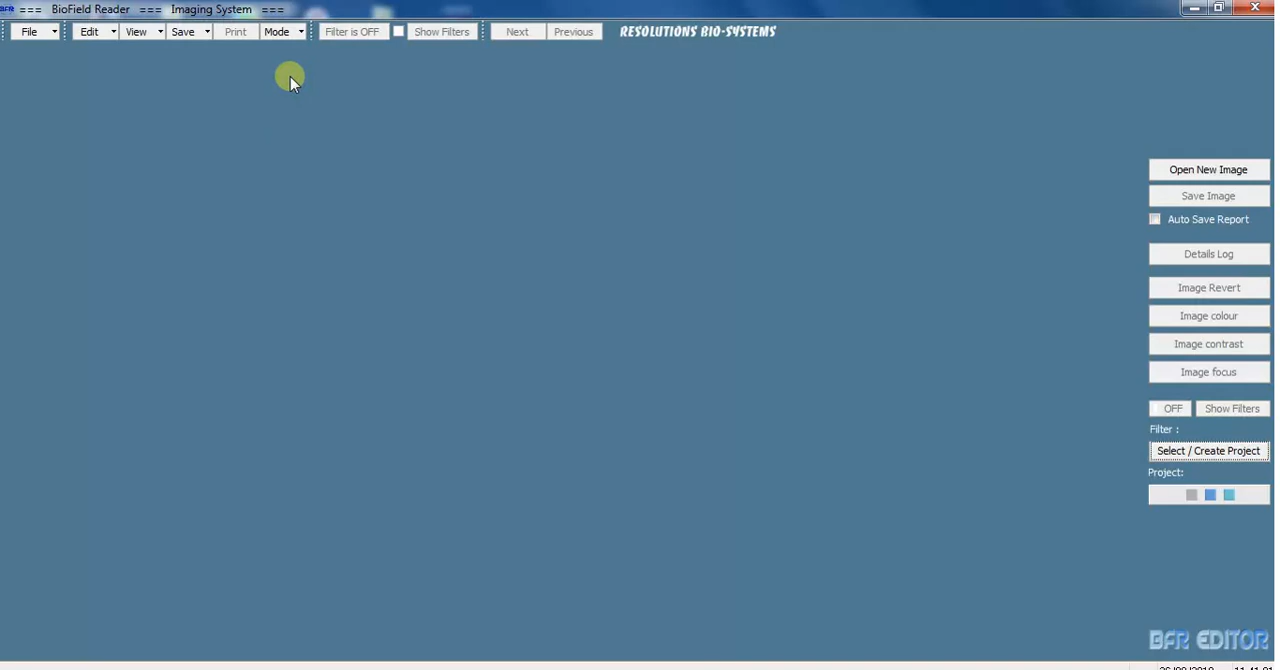 BFR === BioField Reader === Imaging System ===
File Edit View Save Print Mode Filter is OFF Show Filters Next Previous RESOLUTIONS BIO-SYSTEMS
Open New Image
Save Image
Auto Save Report
Details Log
Image Revert
Image colour
Image contrast
Image focus
OFF Show Filters
Filter :
Select / Create Project
Project:
BFR EDITOR